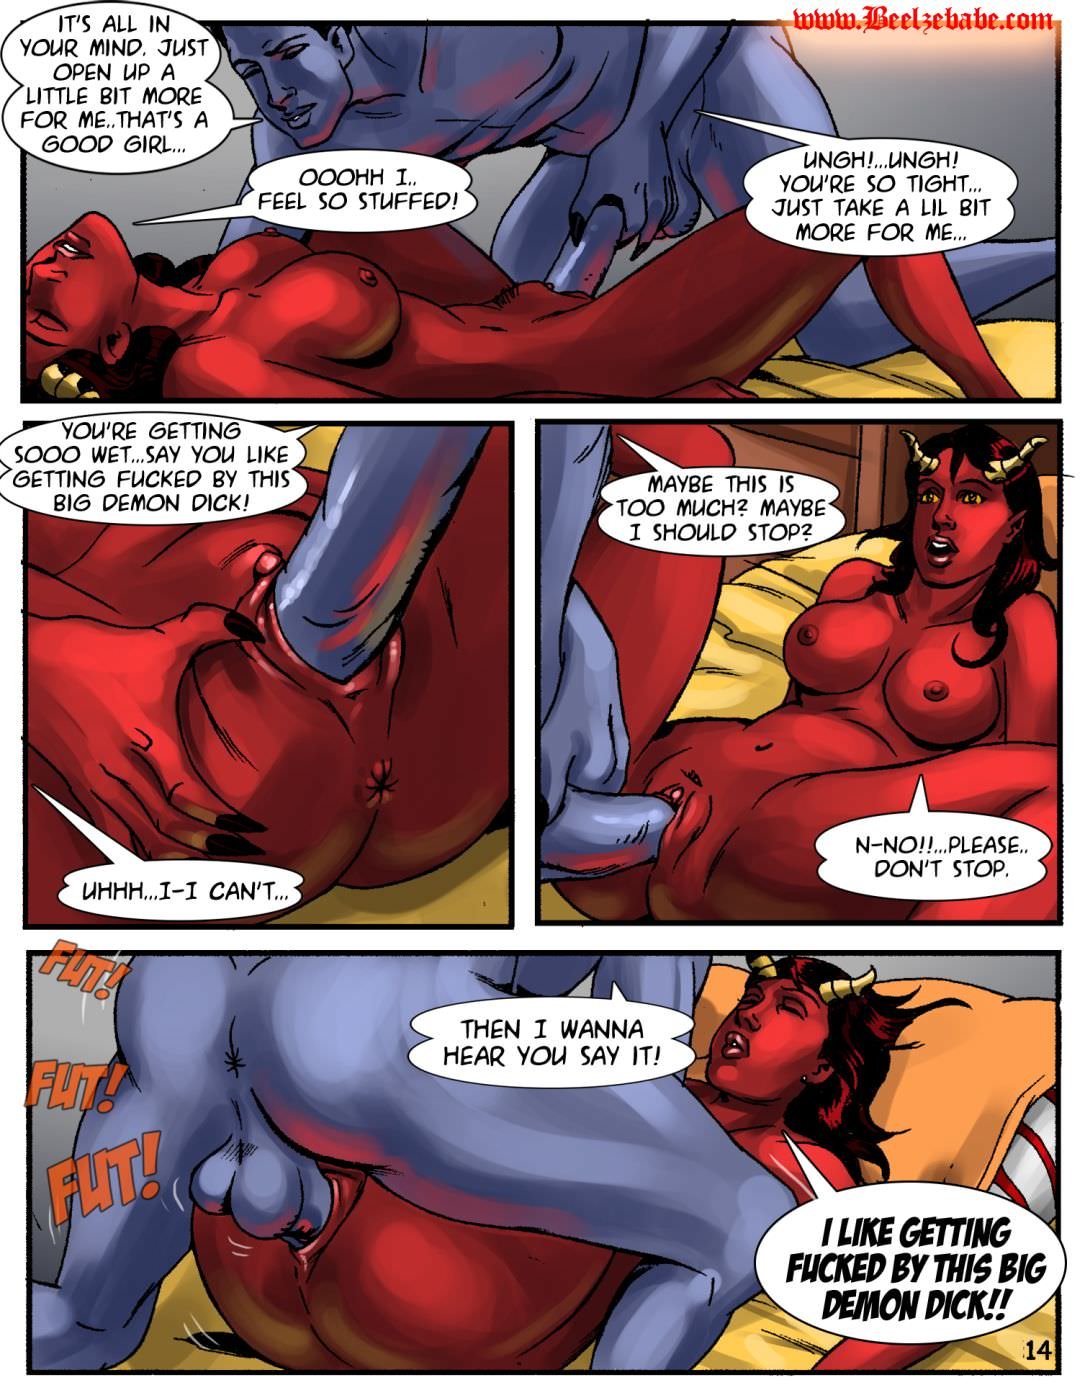 www.Beelzebabe.com
IT'S ALL IN
YOUR MIND. JUST
OPEN UP A
LITTLE BIT MORE
FOR ME..THAT'S A
GOOD GIRL...
OOOHH I..
FEEL SO STUFFED!
UNGH!...UNGH!
YOU'RE SO TIGHT...
JUST TAKE A LIL BIT
MORE FOR ME...
YOU'RE GETTING
SOOO WET...SAY YOU LIKE
GETTING FUCKED BY THIS
BIG DEMON DICK!
UHHH...I-I CAN'T...
MAYBE THIS IS
TOO MUCH? MAYBE
I SHOULD STOP?
N-NO!!...PLEASE..
DON'T STOP.
FUT!
FUT!
FUT!
THEN I WANNA
HEAR YOU SAY IT!
I LIKE GETTING
FUCKED BY THIS BIG
DEMON DICK!!
14